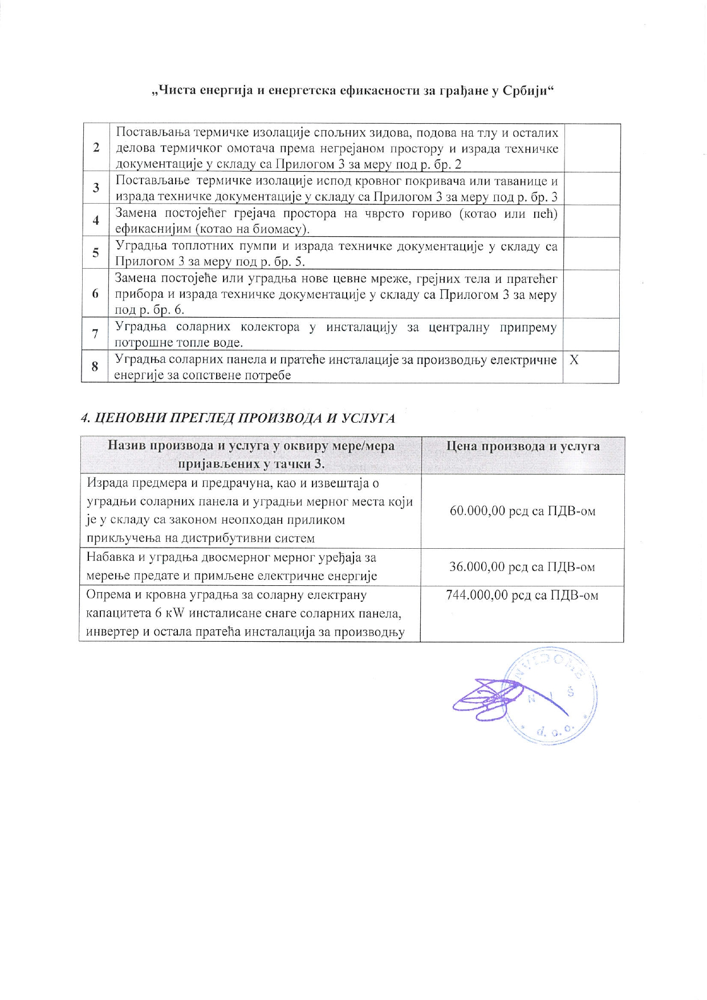 „Чиста енергија и енергетска ефикасности за грађане у Србији“
2
Постављања термичке изолације спољних зидова, подова на тлу и осталих
делова термичког омотача према негрејаном простору и израда техничке
документације у складу са Прилогом 3 за меру под р. бр. 2
3
Постављање термичке изолације испод кровног покривача или таванице и
израда техничке документације у складу са Прилогом 3 за меру под р. бр. 3
4
Замена постојећег грејача простора на чврсто гориво (котао или пећ)
ефикаснијим (котао на биомасу).
5
Уградња топлотних пумпи и израда техничке документације у складу са
Прилогом 3 за меру под р. бр. 5.
6
Замена постојеће или уградња нове цевне мреже, грејних тела и пратећег
прибора и израда техничке документације у складу са Прилогом 3 за меру
под р. бр. 6.
7
Уградња соларних колектора у инсталацију за централну припрему
потрошне топле воде.
8
Уградња соларних панела и пратеће инсталације за производњу електричне X
енергије за сопствене потребе
4. ЦЕНОВНИ ПРЕГЛЕД ПРОИЗВОДА И УСЛУГА
Назив производа и услуга у оквиру мере/мера
пријављених у тачки 3.
Цена производа и услуга
Израда предмера и предрачуна, као и извештаја о
уградњи соларних панела и уградњи мерног места који
је у складу са законом неопходан приликом
прикључења на дистрибутивни систем
60.000,00 рсд са ПДВ-ом
Набавка и уградња двосмерног мерног уређаја за
мерење предате и примљене електричне енергије
36.000,00 рсд са ПДВ-ом
Опрема и кровна уградња за соларну електрану
капацитета 6 кW инсталисане снаге соларних панела,
инвертер и остала пратећа инсталација за производњу
744.000,00 рсд са ПДВ-ом
NIŠ
* d.o.o. *